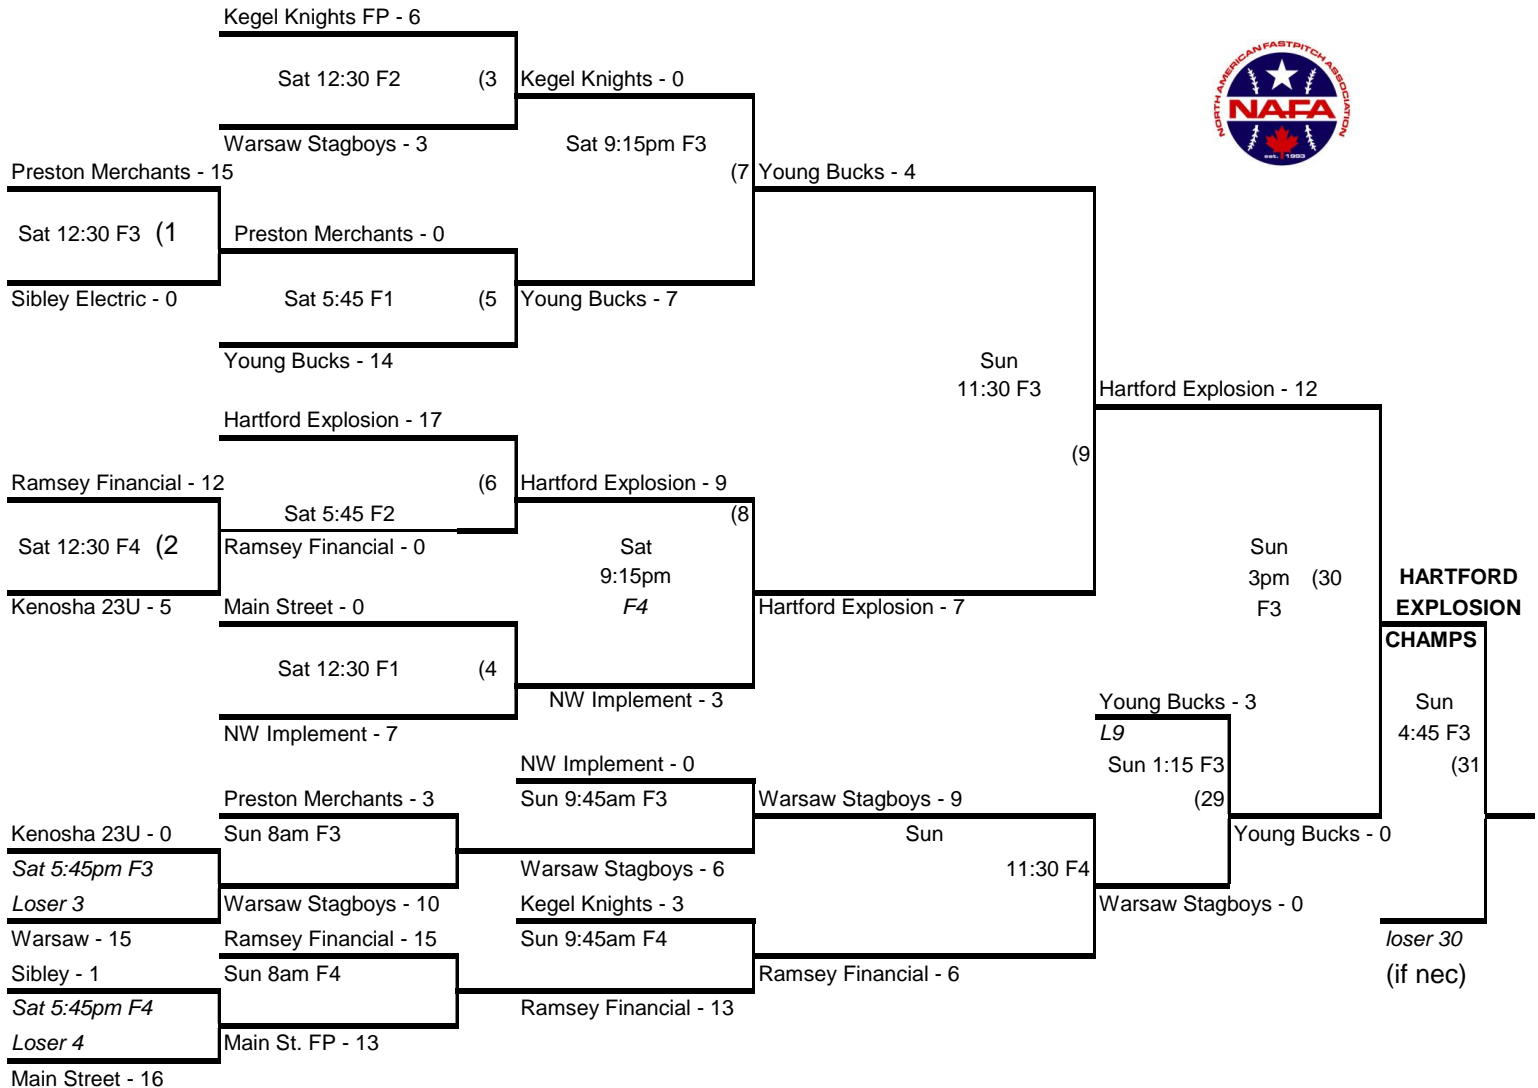 Kegel Knights FP - 6
Sat 12:30 F2 (3
Kegel Knights - 0
Warsaw Stagboys - 3
Sat 9:15pm F3
NORTH AMERICAN FASTPITCH ASSOCIATION
NAFA
est. 1993
Preston Merchants - 15
(7 Young Bucks - 4
Sat 12:30 F3 (1
Preston Merchants - 0
Sibley Electric - 0
Sat 5:45 F1 (5
Young Bucks - 7
Young Bucks - 14
Sun
11:30 F3
Hartford Explosion - 12
Hartford Explosion - 17
(9
Ramsey Financial - 12
(6 Hartford Explosion - 9
Sat 5:45 F2
(8
Sat 12:30 F4 (2
Ramsey Financial - 0
Sat
9:15pm
F4
Sun
3pm (30
F3
HARTFORD
EXPLOSION
CHAMPS
Kenosha 23U - 5
Main Street - 0
Hartford Explosion - 7
Sat 12:30 F1 (4
NW Implement - 3
NW Implement - 7
Young Bucks - 3
L9
Sun 1:15 F3
(29
Sun
4:45 F3
(31
NW Implement - 0
Preston Merchants - 3
Sun 9:45am F3
Warsaw Stagboys - 9
Kenosha 23U - 0
Sun 8am F3
Sun
Young Bucks - 0
Sat 5:45pm F3
Warsaw Stagboys - 6
11:30 F4
Loser 3
Warsaw Stagboys - 10
Kegel Knights - 3
Warsaw Stagboys - 0
Warsaw - 15
Ramsey Financial - 15
Sun 9:45am F4
loser 30
(if nec)
Sibley - 1
Sun 8am F4
Ramsey Financial - 6
Sat 5:45pm F4
Ramsey Financial - 13
Loser 4
Main St. FP - 13
Main Street - 16